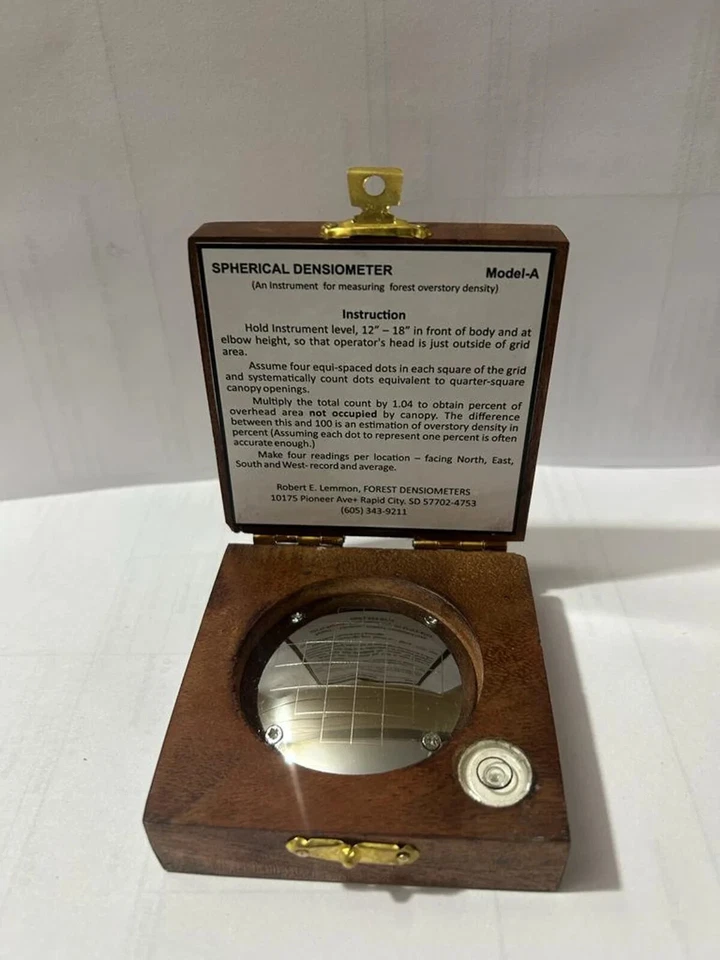 SPHERICAL DENSIOMETER Model-A
(An Instrument for measuring forest overstory density)
Instruction
Hold Instrument level, 12” – 18” in front of body and at
elbow height, so that operator's head is just outside of grid
area.
Assume four equi-spaced dots in each square of the grid
and systematically count dots equivalent to quarter-square
canopy openings.
Multiply the total count by 1.04 to obtain percent of
overhead area not occupied by canopy. The difference
between this and 100 is an estimation of overstory density in
percent (Assuming each dot to represent one percent is often
accurate enough.)
Make four readings per location – facing North, East,
South and West- record and average.
Robert E. Lemmon, FOREST DENSIOMETERS
10175 Pioneer Ave+ Rapid City. SD 57702-4753
(605) 343-9211